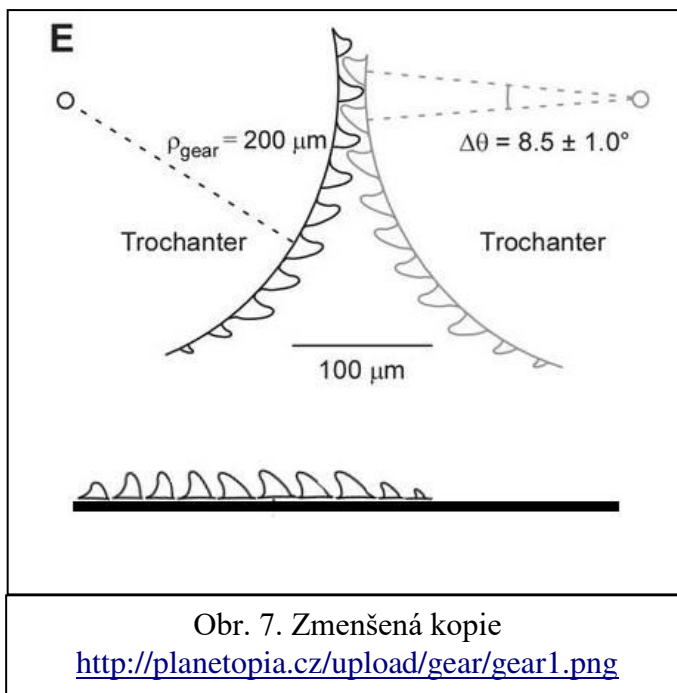 E
ρgear = 200 μm
Δθ = 8.5 ± 1.0°
Trochanter
Trochanter
100 μm
Obr. 7. Zmenšená kopie
http://planetopia.cz/upload/gear/gear1.png